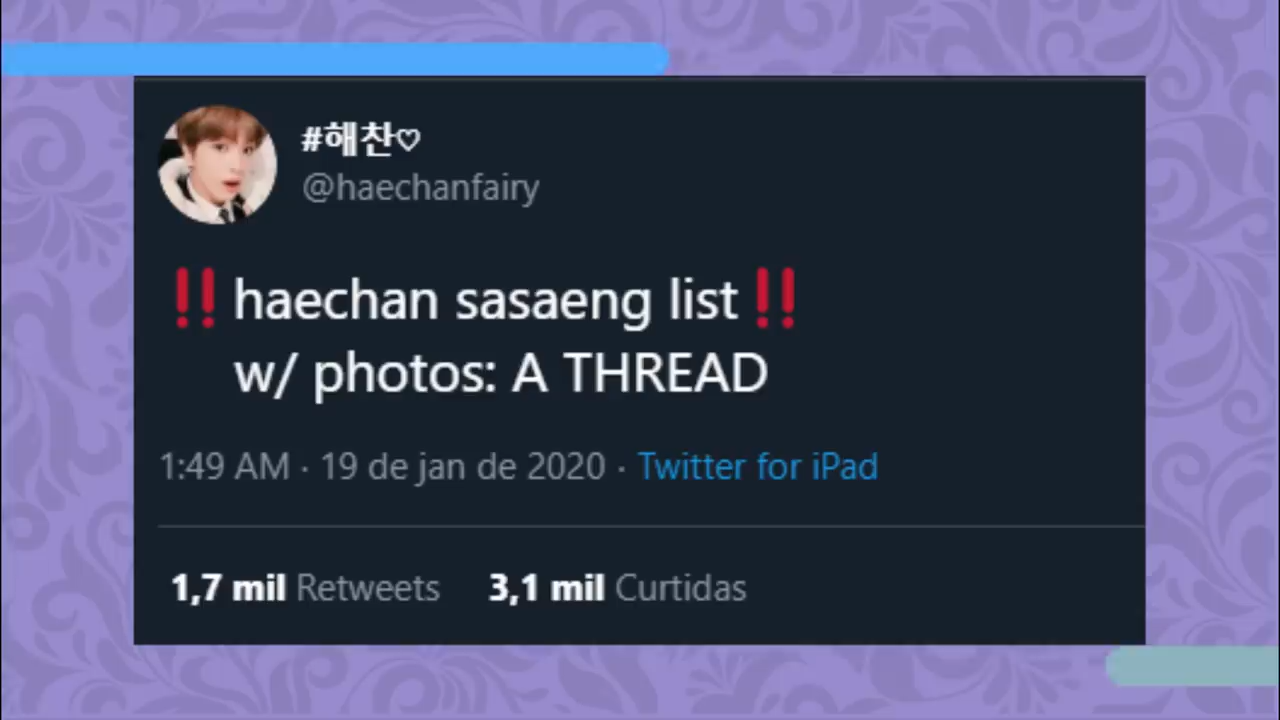 #해찬♡
@haechanfairy
‼️haechan sasaeng list‼️
w/ photos: A THREAD
1:49 AM · 19 de jan de 2020 · Twitter for iPad
1,7 mil Retweets 3,1 mil Curtidas